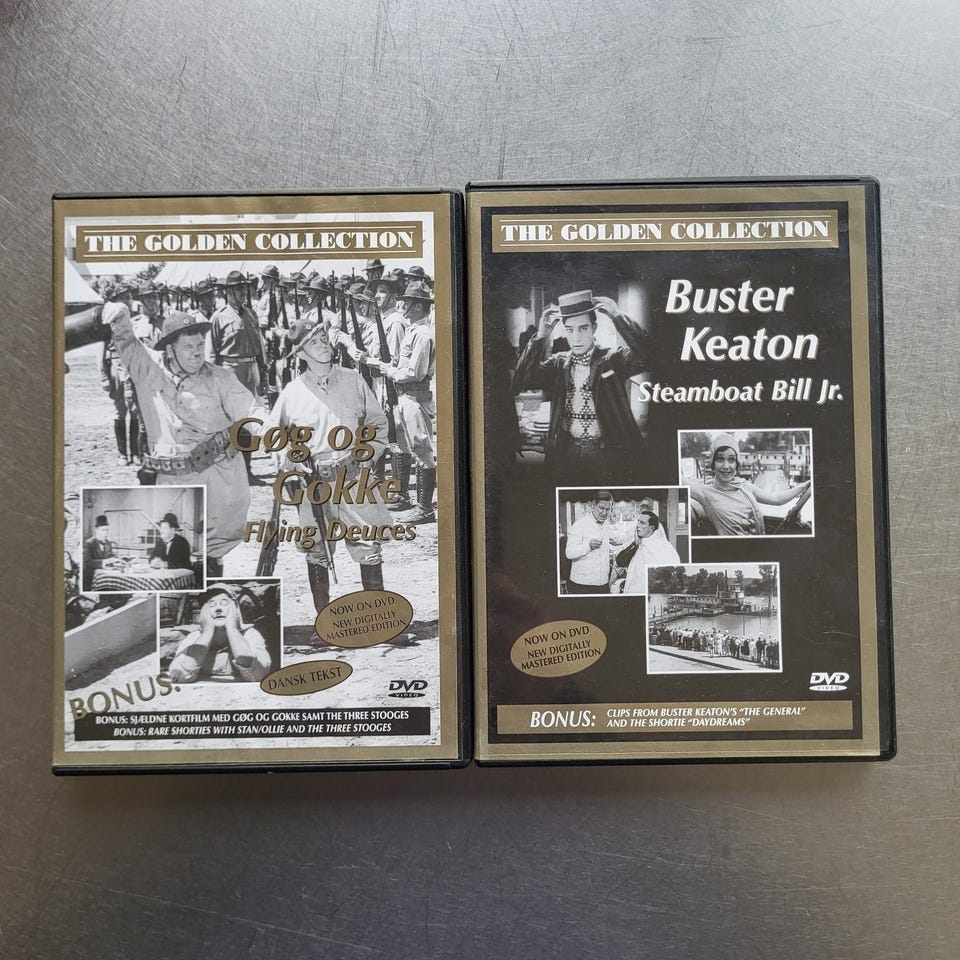 THE GOLDEN COLLECTION
Gøg og
Gokke
Flying Deuces
NOW ON DVD
NEW DIGITALLY
MASTERED EDITION
DANSK TEKST
DVD
VIDEO
BONUS:
BONUS: SJÆLDNE KORTFILM MED GØG OG GOKKE SAMT THE THREE STOOGES
BONUS: RARE SHORTIES WITH STAN/OLLIE AND THE THREE STOOGES
THE GOLDEN COLLECTION
Buster
Keaton
Steamboat Bill Jr.
NOW ON DVD
NEW DIGITALLY
MASTERED EDITION
DVD
VIDEO
BONUS: CLIPS FROM BUSTER KEATON'S "THE GENERAL"
AND THE SHORTIE "DAYDREAMS"